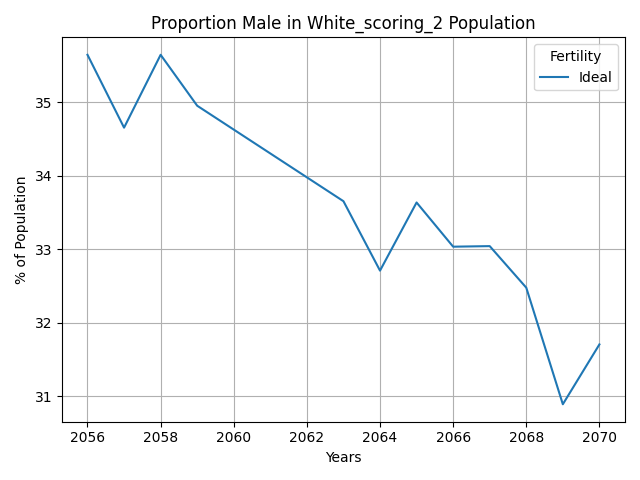 Proportion Male in White_scoring_2 Population
Fertility
Ideal
% of Population
35
34
33
32
31
2056 2058 2060 2062 2064 2066 2068 2070
Years